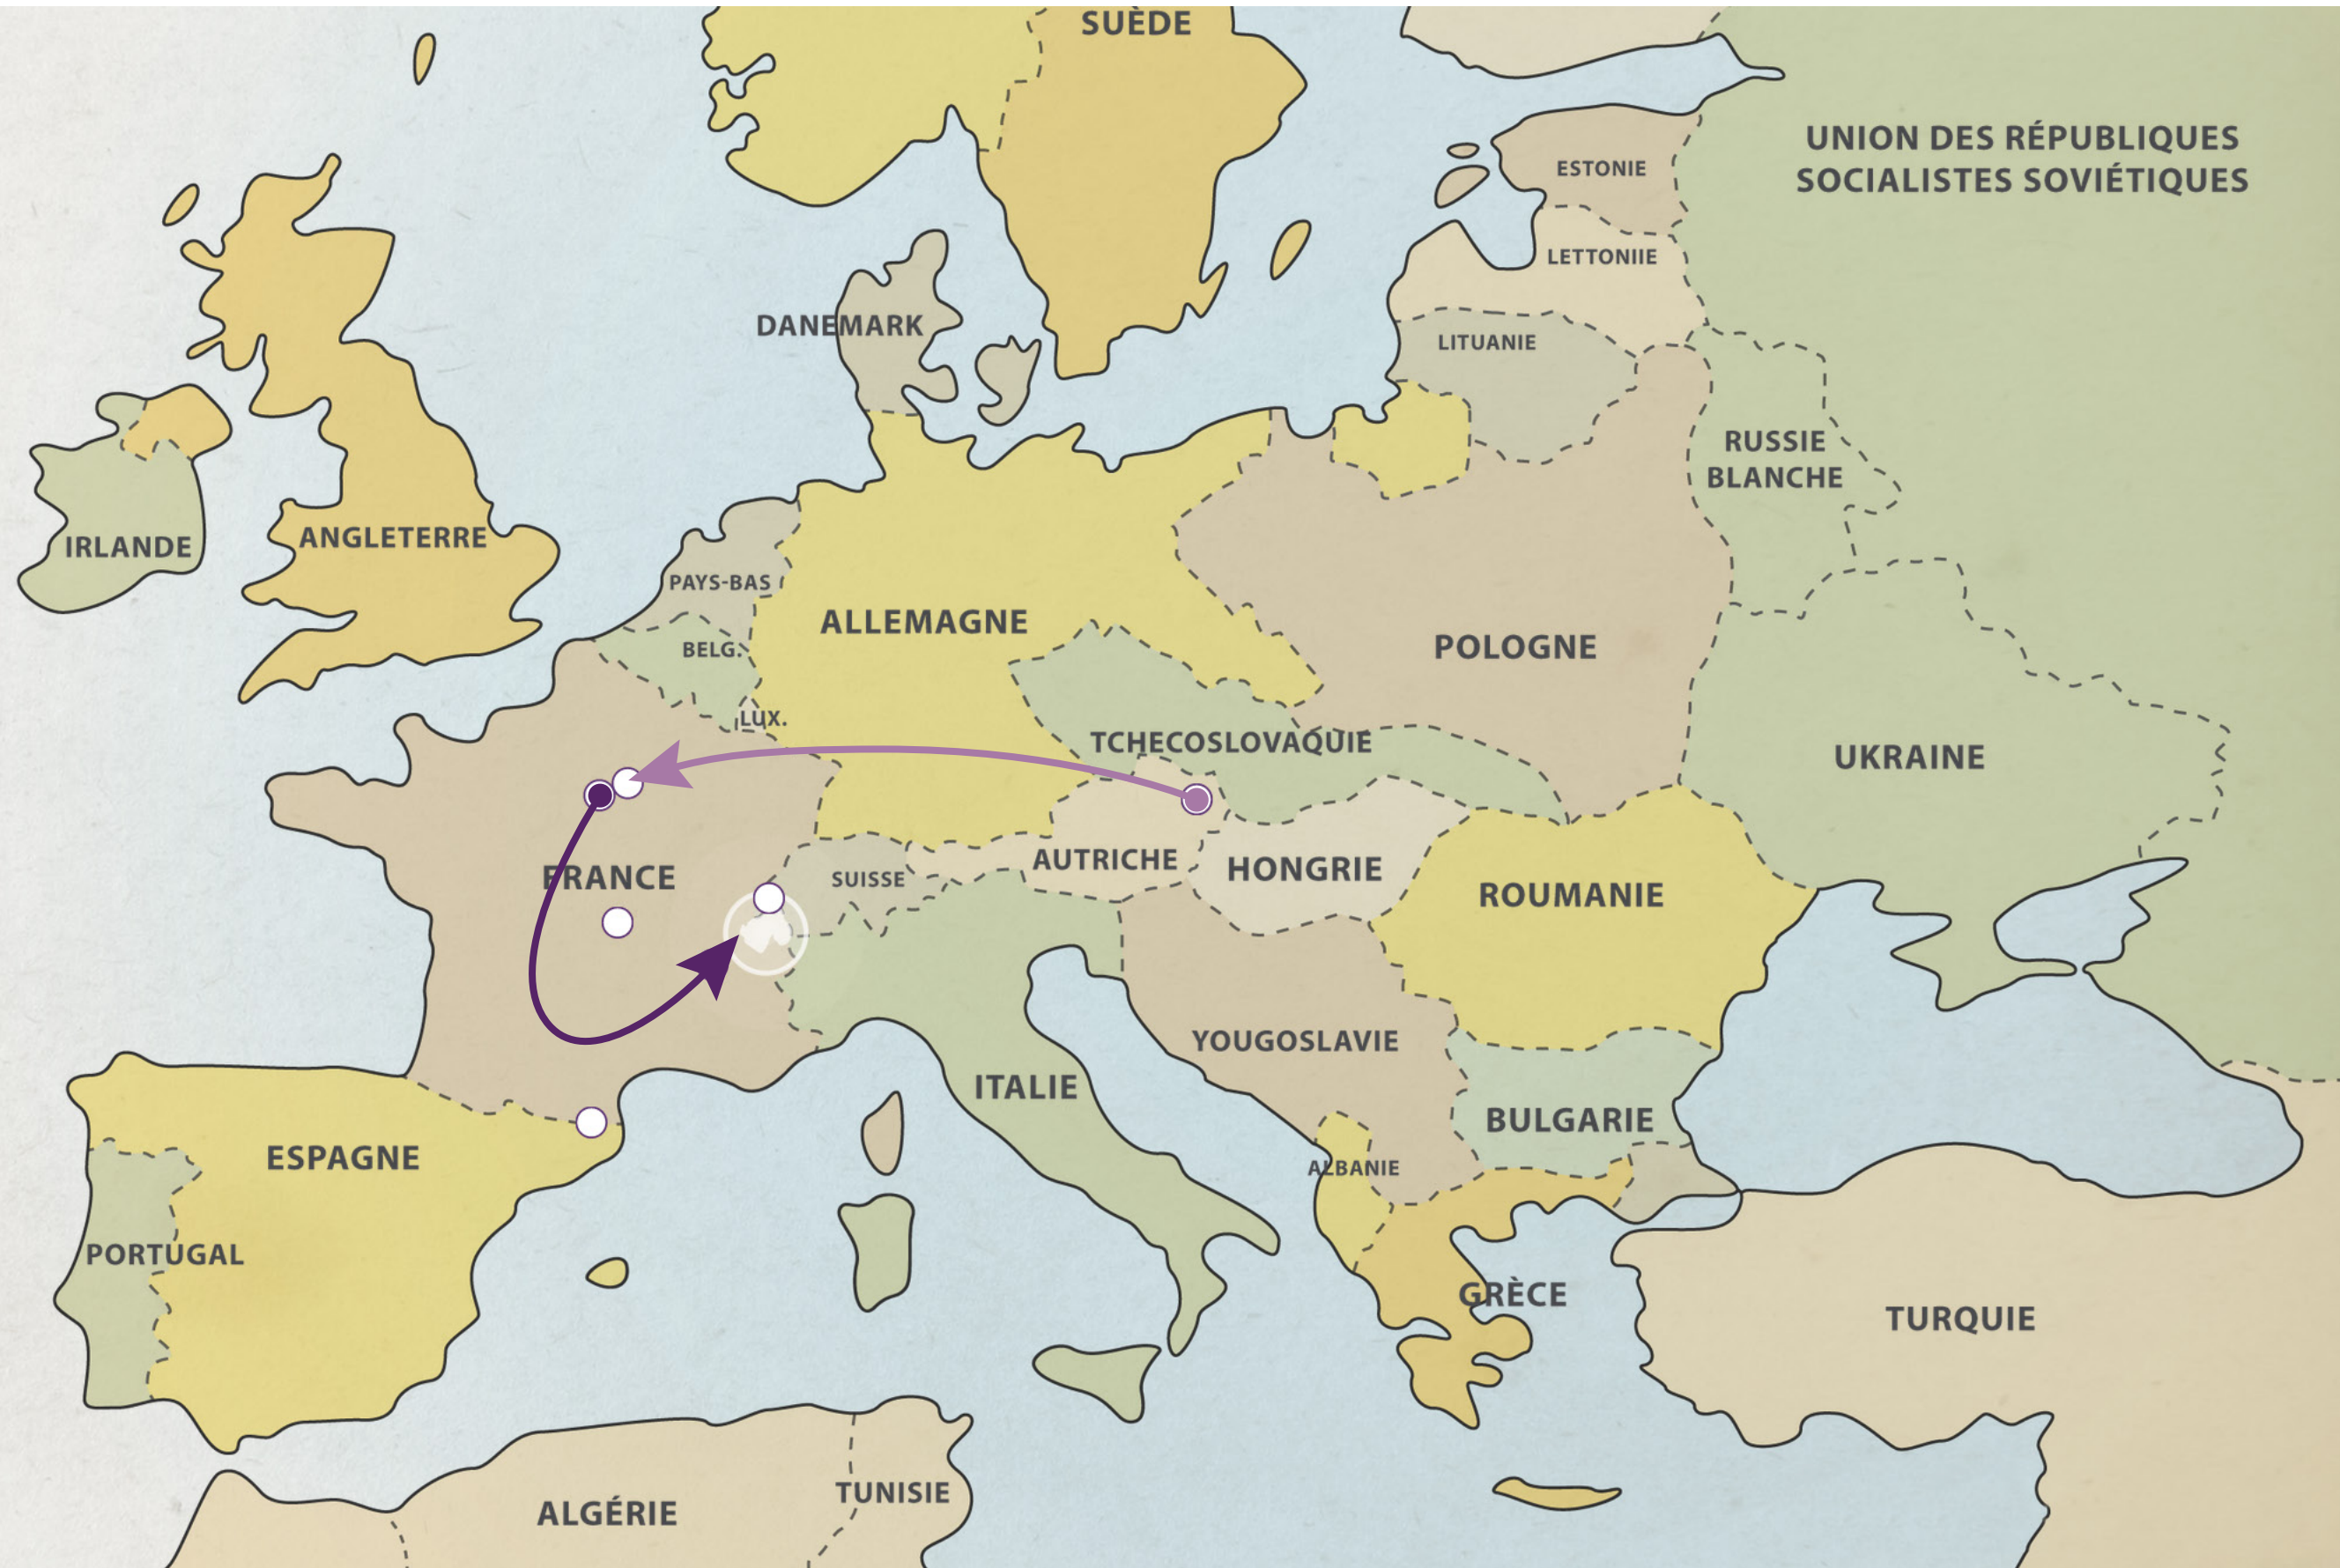 SUÈDE
UNION DES RÉPUBLIQUES
SOCIALISTES SOVIÉTIQUES
ESTONIE
LETTONIIE
DANEMARK
LITUANIE
RUSSIE
BLANCHE
IRLANDE
ANGLETERRE
PAYS-BAS
ALLEMAGNE
BELG.
POLOGNE
LUX.
TCHECOSLOVAQUIE
UKRAINE
FRANCE
SUISSE
AUTRICHE
HONGRIE
ROUMANIE
YOUGOSLAVIE
ITALIE
BULGARIE
ESPAGNE
ALBANIE
PORTUGAL
GRÈCE
TURQUIE
ALGÉRIE
TUNISIE